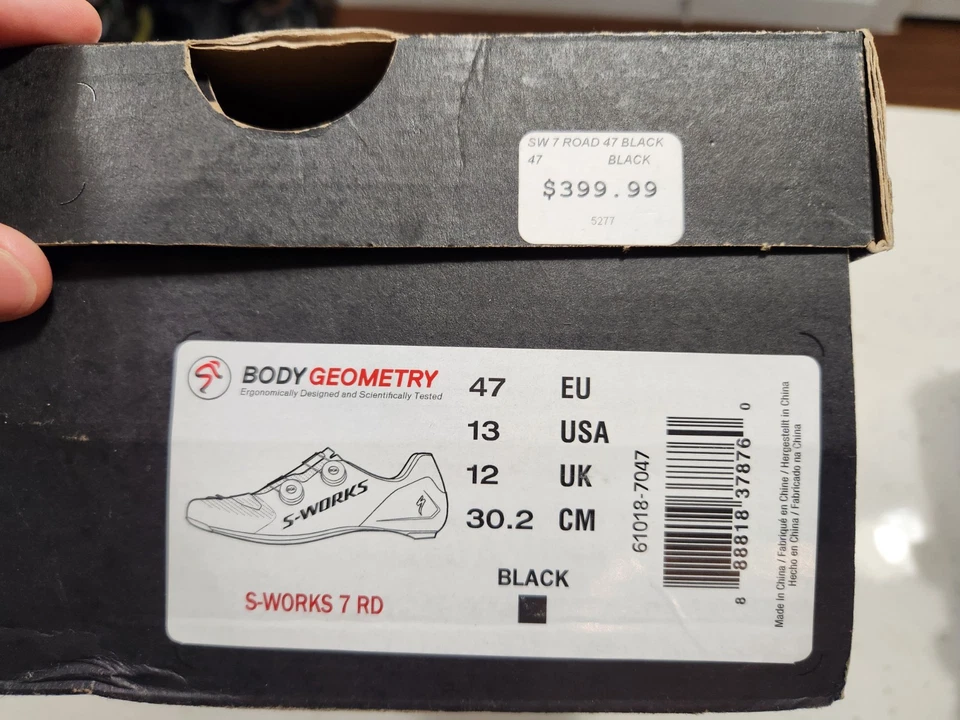 SW 7 ROAD 47 BLACK
47 BLACK
$399.99
5277
BODY GEOMETRY
Ergonomically Designed and Scientifically Tested
S-WORKS
S-WORKS 7 RD
47 EU
13 USA
12 UK
30.2 CM
BLACK
61018-7047
8 88818 37876 0
Made in China / Fabriqué en Chine / Hergestellt in China
Hecho en China / Fabricado na China